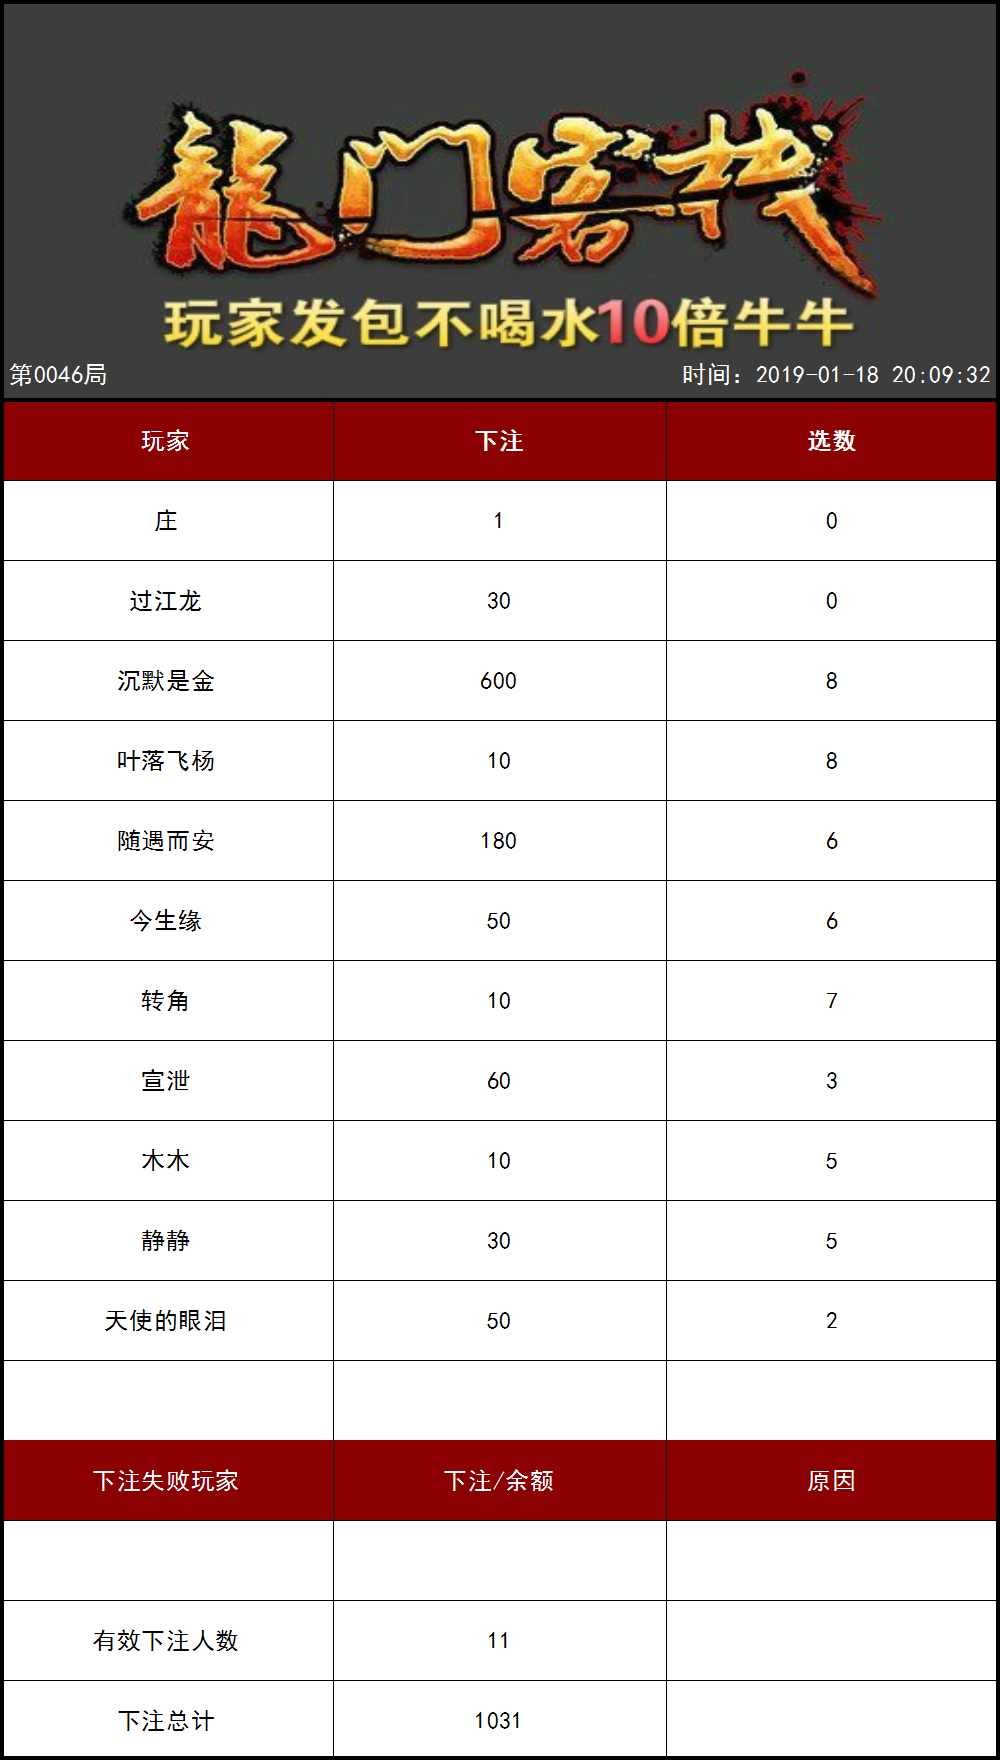 龍门客栈
玩家发包不喝水10倍牛牛
第0046局 时间：2019-01-18 20:09:32
玩家 下注 选数
庄 1 0
过江龙 30 0
沉默是金 600 8
叶落飞杨 10 8
随遇而安 180 6
今生缘 50 6
转角 10 7
宣泄 60 3
木木 10 5
静静 30 5
天使的眼泪 50 2
下注失败玩家 下注/余额 原因
有效下注人数 11
下注总计 1031